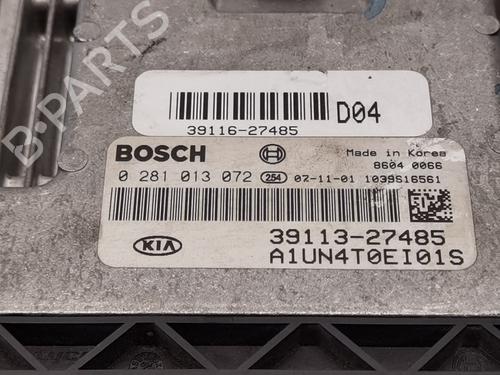 B-PARTS
D04
39116-27485
BOSCH
Made in Korea
8604 0066
0 281 013 072 254 07-11-01 1039S16561
KIA
39113-27485
A1UN4T0EI01S